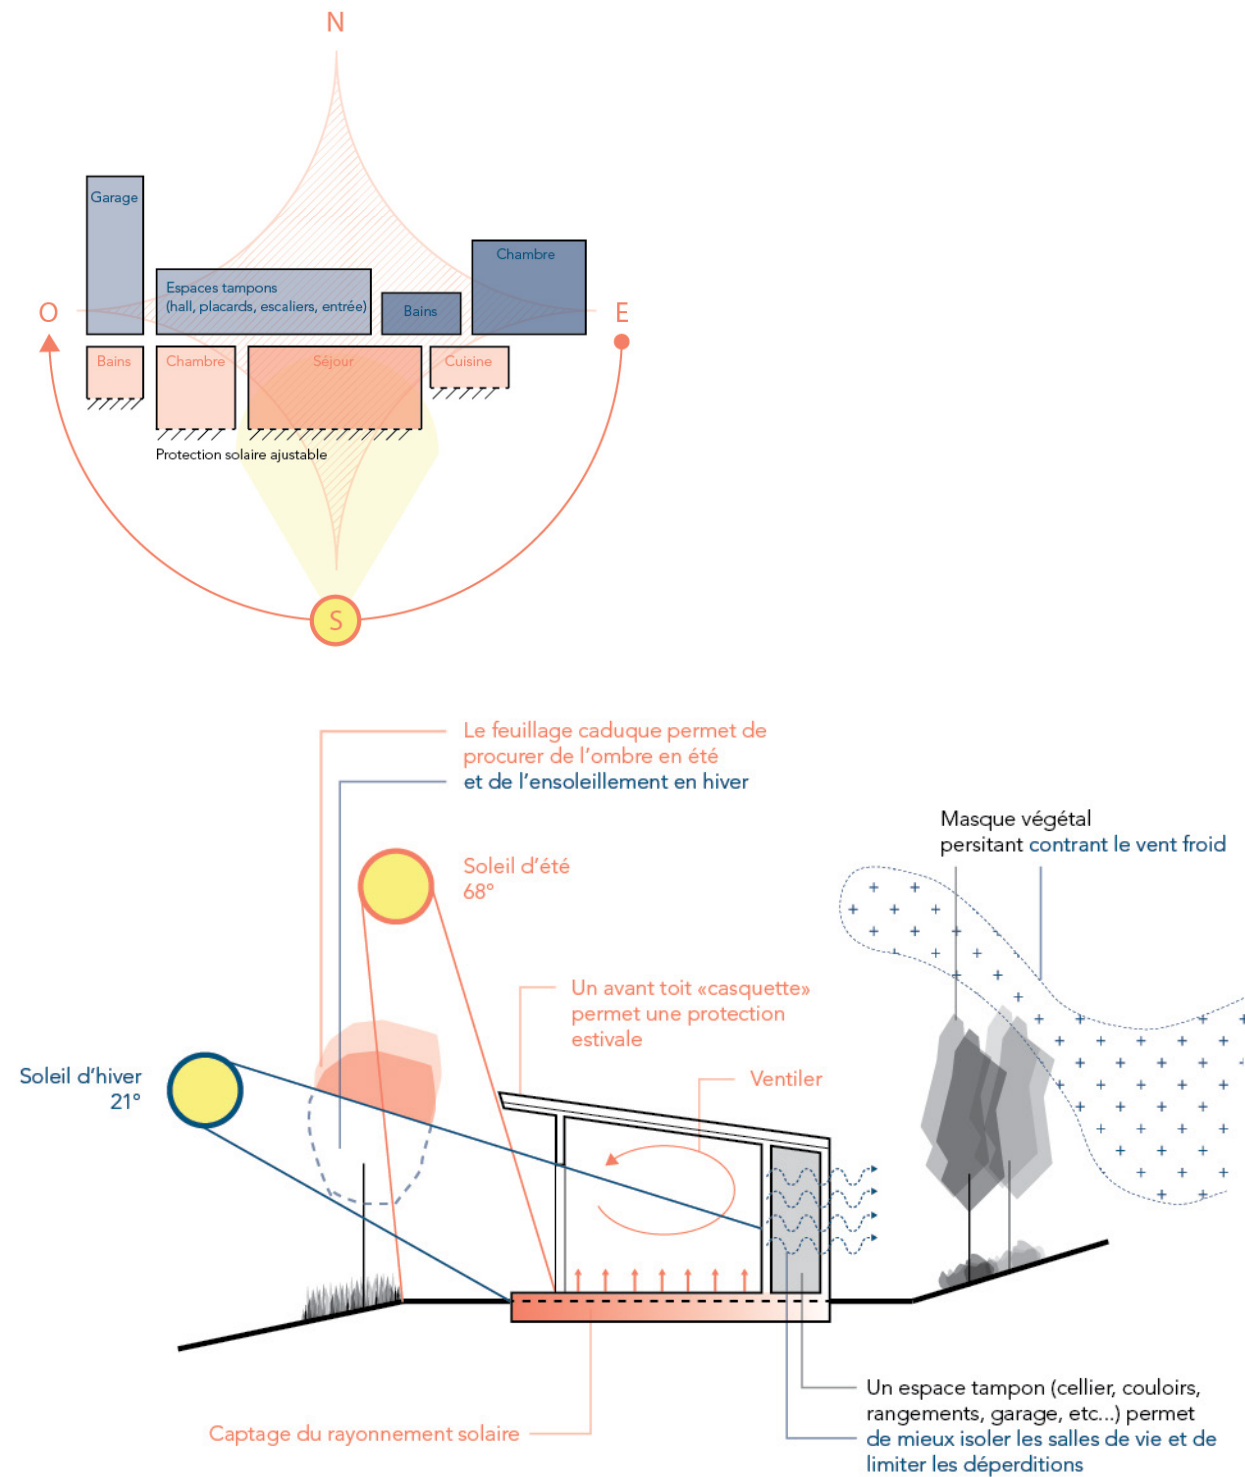 N
Garage
Chambre
Espaces tampons
(hall, placards, escaliers, entrée)
Bains
O
E
Bains
Chambre
Séjour
Cuisine
Protection solaire ajustable
S
Le feuillage caduque permet de
procurer de l'ombre en été
et de l'ensoleillement en hiver
Masque végétal
persitant contrant le vent froid
Soleil d'été
68°
Un avant toit «casquette»
permet une protection
estivale
Ventiler
Soleil d'hiver
21°
Un espace tampon (cellier, couloirs,
rangements, garage, etc...) permet
de mieux isoler les salles de vie et de
limiter les déperditions
Captage du rayonnement solaire